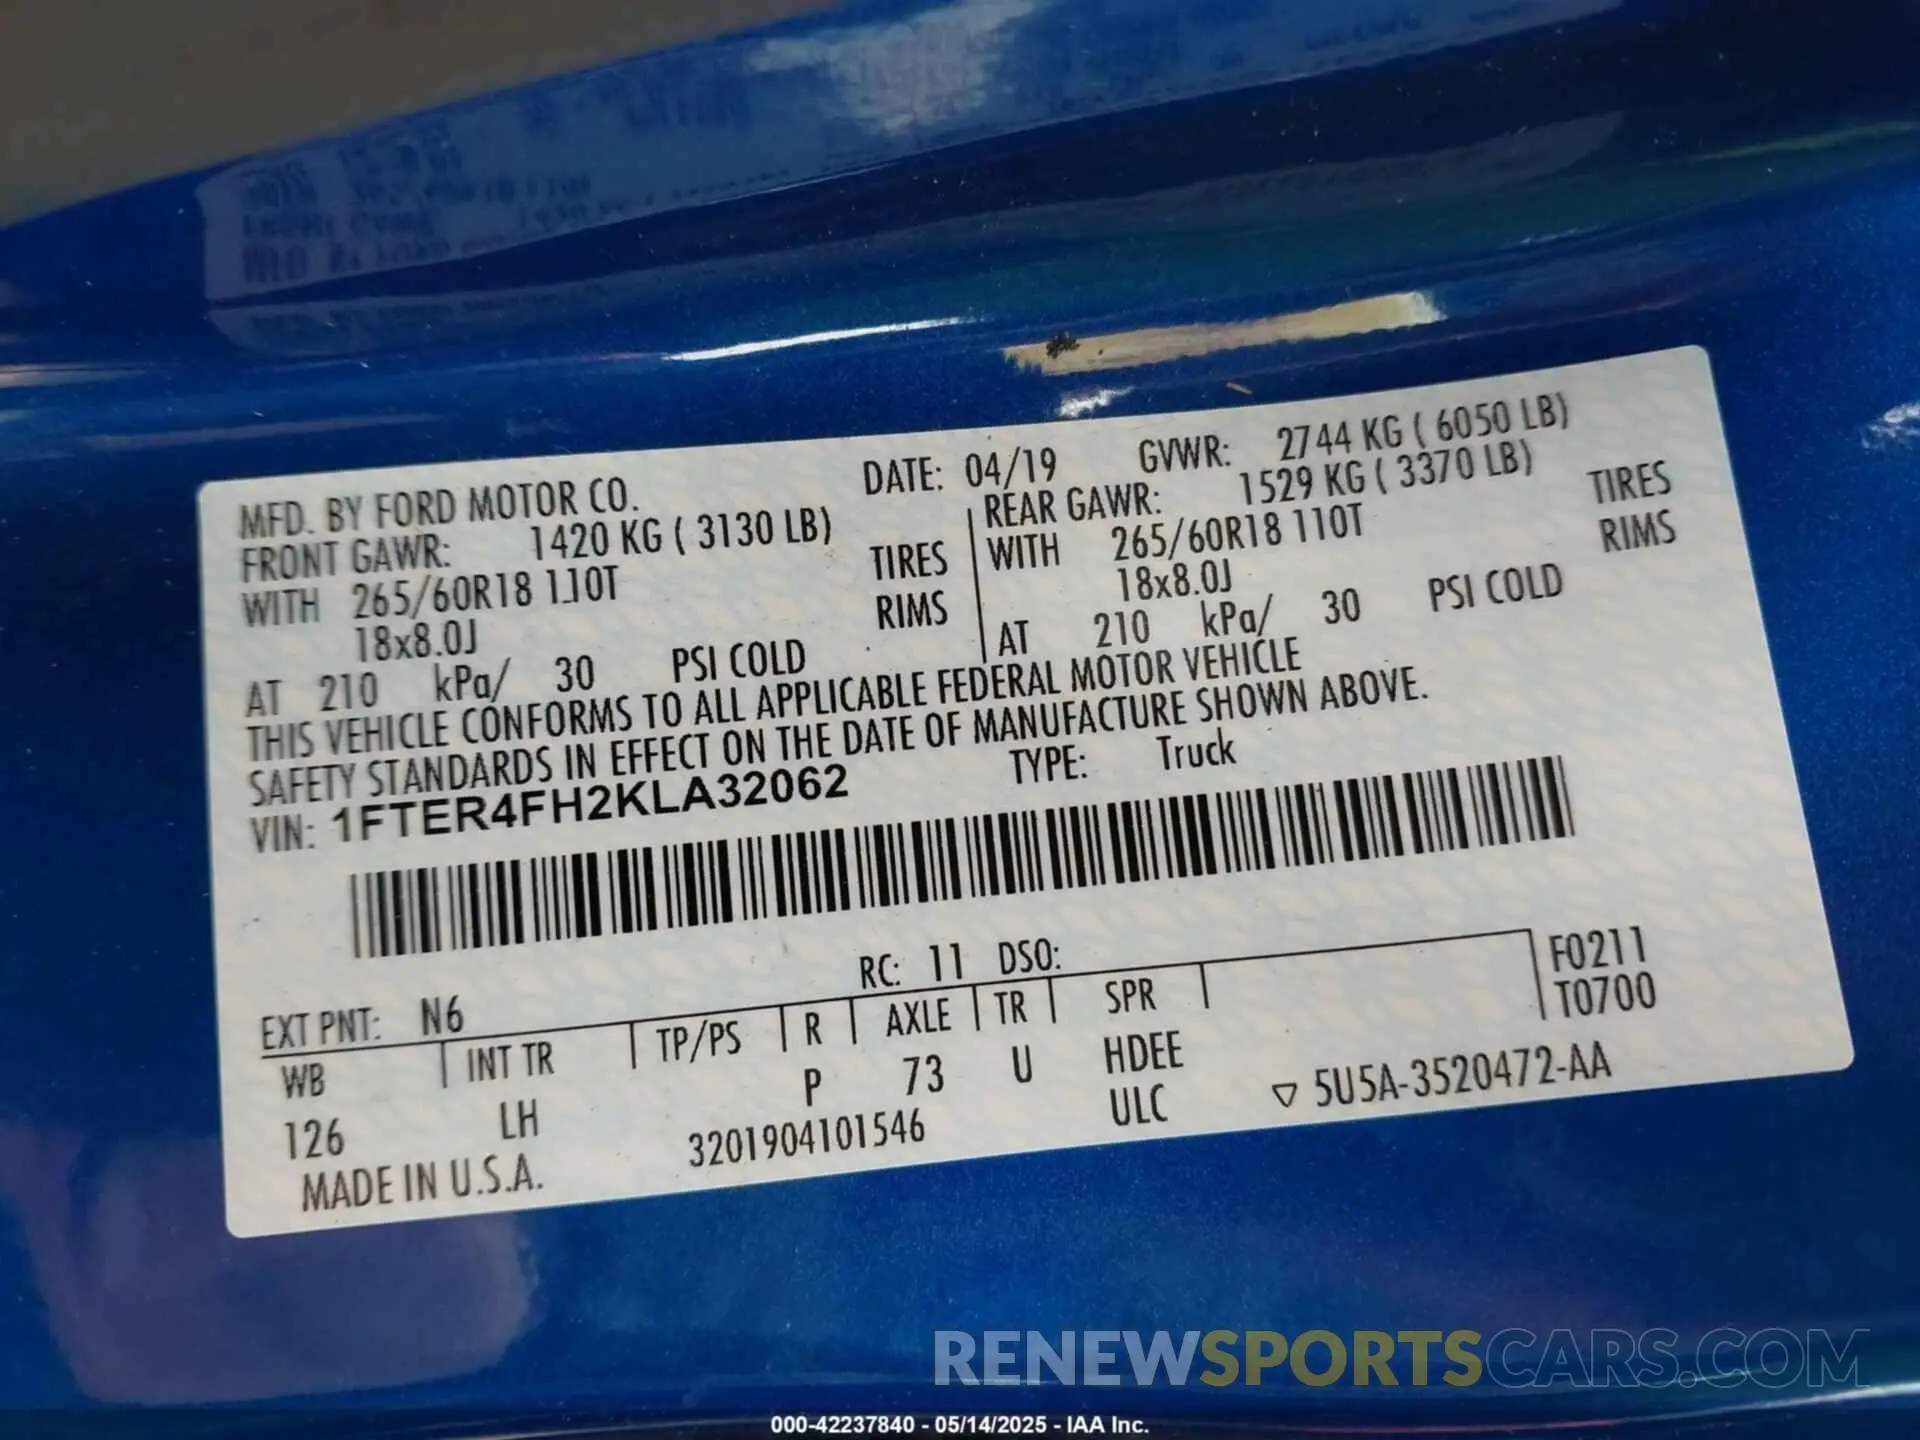 MFD. BY FORD MOTOR CO. DATE: 04/19 GVWR: 2744 KG ( 6050 LB)
FRONT GAWR: 1420 KG ( 3130 LB) REAR GAWR: 1529 KG ( 3370 LB)
WITH 265/60R18 110T TIRES WITH 265/60R18 110T TIRES
18x8.0J RIMS 18x8.0J RIMS
AT 210 kPa/ 30 PSI COLD AT 210 kPa/ 30 PSI COLD
THIS VEHICLE CONFORMS TO ALL APPLICABLE FEDERAL MOTOR VEHICLE
SAFETY STANDARDS IN EFFECT ON THE DATE OF MANUFACTURE SHOWN ABOVE.
VIN: 1FTER4FH2KLA32062 TYPE: Truck
RC: 11 DSO: F0211
EXT PNT: N6 T0700
WB INT TR TP/PS R AXLE TR SPR
126 LH P 73 U HDEE
ULC ▽ 5U5A-3520472-AA
MADE IN U.S.A. 3201904101546
RENEWSPORTSCARS.COM
000-42237840 - 05/14/2025 - IAA Inc.